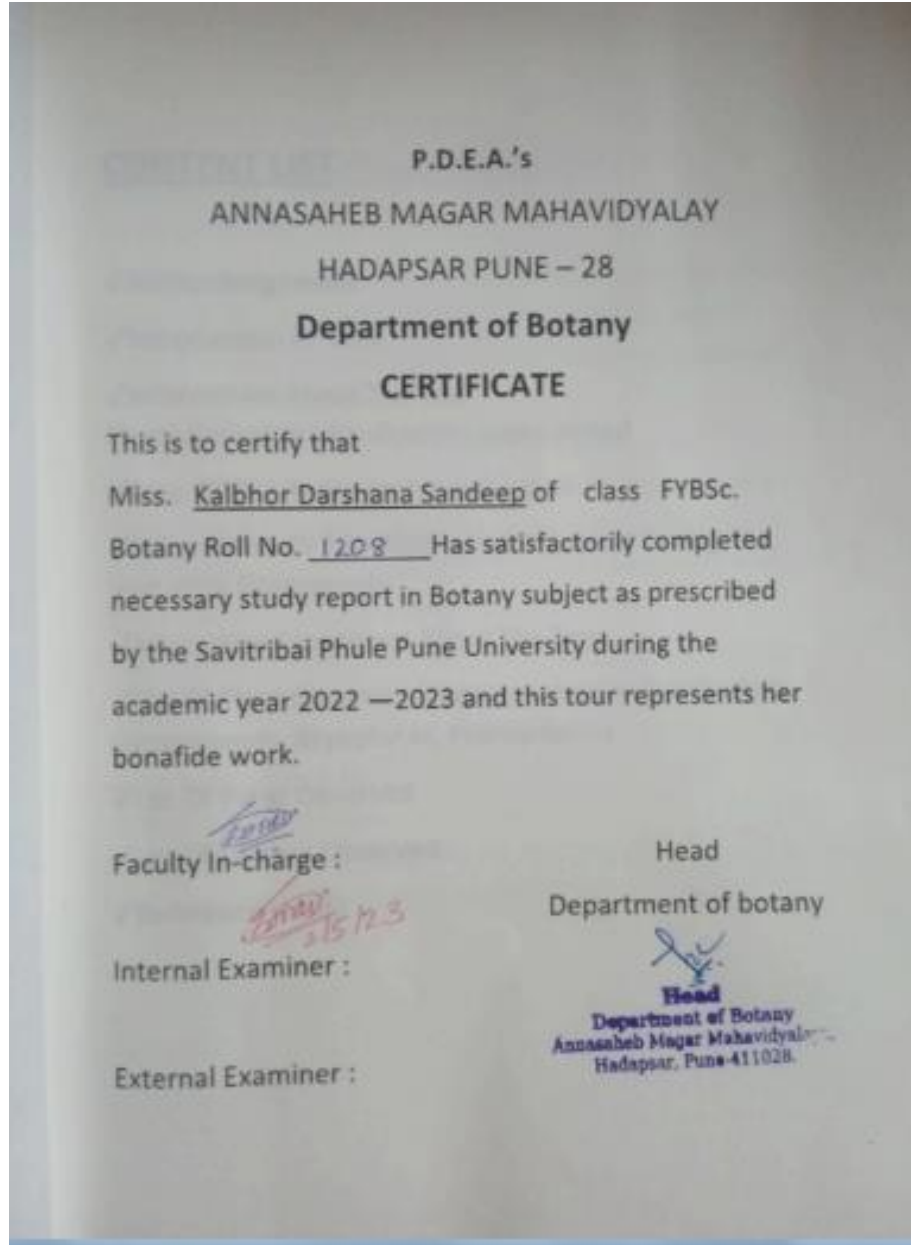 P.D.E.A.'s
ANNASAHEB MAGAR MAHAVIDYALAY
HADAPSAR PUNE – 28
Department of Botany
CERTIFICATE
This is to certify that
Miss. Kalbhor Darshana Sandeep of class FYBSc.
Botany Roll No. 1208 Has satisfactorily completed
necessary study report in Botany subject as prescribed
by the Savitribai Phule Pune University during the
academic year 2022 —2023 and this tour represents her
bonafide work.
Faculty In-charge :
Internal Examiner :
External Examiner :
Head
Department of botany
Head
Department of Botany
Annasaheb Magar
Hadapsar, Pune-411028.